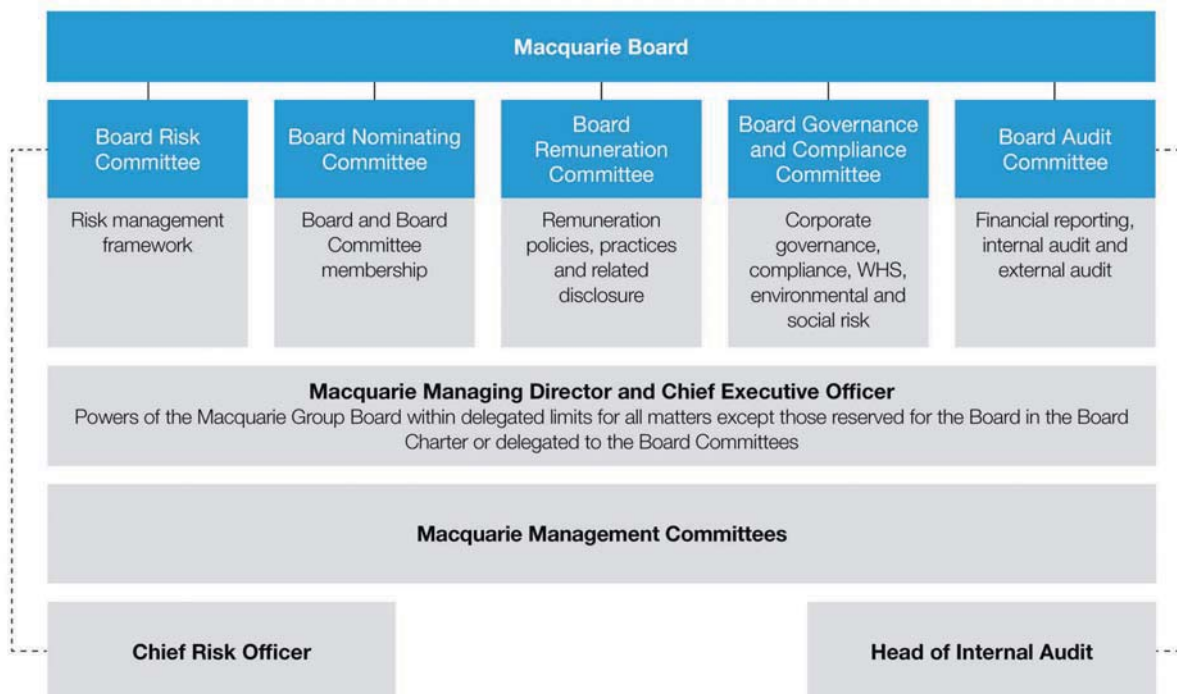 Macquarie Board
Board Risk
Committee
Risk management
framework
Board Nominating
Committee
Board and Board
Committee
membership
Board
Remuneration
Committee
Remuneration
policies, practices
and related
disclosure
Board Governance
and Compliance
Committee
Corporate
governance,
compliance, WHS,
environmental and
social risk
Board Audit
Committee
Financial reporting,
internal audit and
external audit
Macquarie Managing Director and Chief Executive Officer
Powers of the Macquarie Group Board within delegated limits for all matters except those reserved for the Board in the Board
Charter or delegated to the Board Committees
Macquarie Management Committees
Chief Risk Officer
Head of Internal Audit